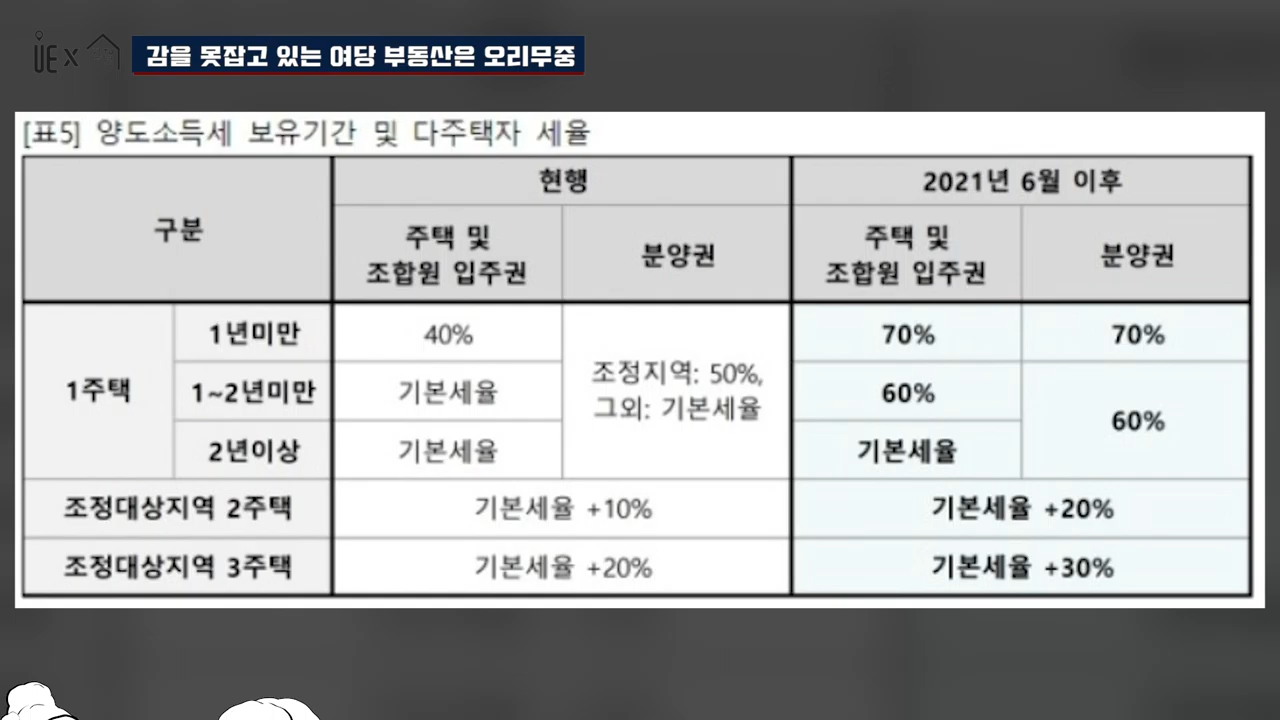 UE X
감을 못잡고 있는 여당 부동산은 오리무중
[표5] 양도소득세 보유기간 및 다주택자 세율
구분
현행
2021년 6월 이후
주택 및
조합원 입주권
분양권
주택 및
조합원 입주권
분양권
1주택
1년미만
40%
조정지역: 50%,
그외: 기본세율
70%
70%
1~2년미만
기본세율
60%
60%
2년이상
기본세율
기본세율
조정대상지역 2주택
기본세율 +10%
기본세율 +20%
조정대상지역 3주택
기본세율 +20%
기본세율 +30%